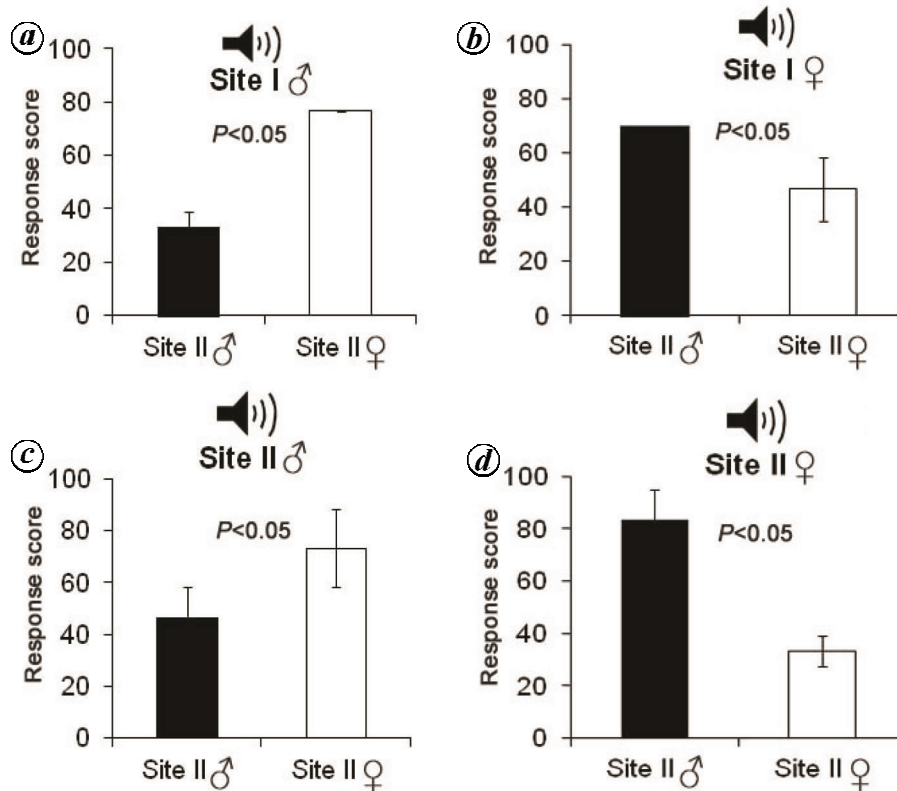 a
Site I ♂
P<0.05
Response score
100
80
60
40
20
0
Site II ♂
Site II ♀
b
Site I ♀
P<0.05
Response score
100
80
60
40
20
0
Site II ♂
Site II ♀
c
Site II ♂
P<0.05
Response score
100
80
60
40
20
0
Site II ♂
Site II ♀
d
Site II ♀
P<0.05
Response score
100
80
60
40
20
0
Site II ♂
Site II ♀